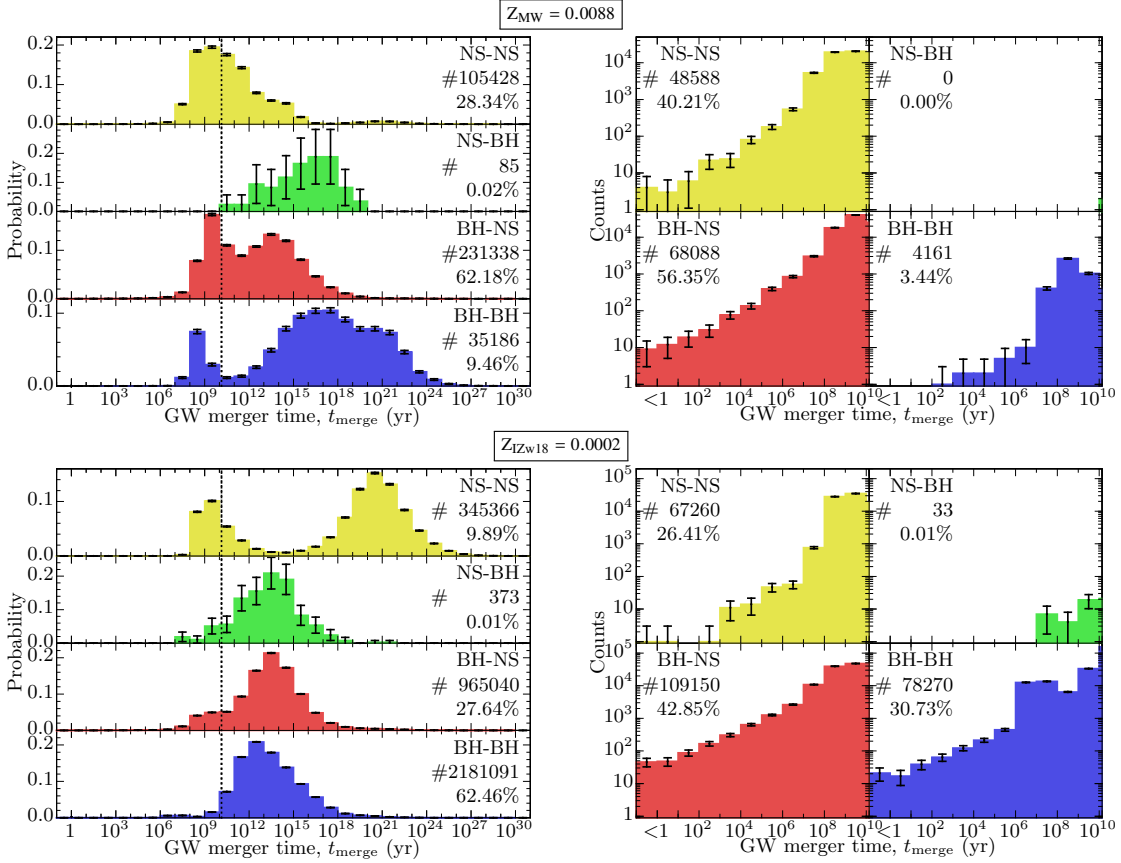 Z_MW = 0.0088
Probability
0.2
0.1
0.0
NS-NS
#105428
28.34%
0.2
0.1
0.0
NS-BH
# 85
0.02%
0.1
0.0
BH-NS
#231338
62.18%
0.1
0.0
BH-BH
# 35186
9.46%
1 10^3 10^6 10^9 10^12 10^15 10^18 10^21 10^24 10^27 10^30
GW merger time, t_merge (yr)
Counts
10^4
10^3
10^2
10
1
NS-NS
# 48588
40.21%
NS-BH
# 0
0.00%
10^4
10^3
10^2
10
1
BH-NS
# 68088
56.35%
BH-BH
# 4161
3.44%
<1 10^2 10^4 10^6 10^8 10^10
<1 10^2 10^4 10^6 10^8 10^10
GW merger time, t_merge (yr)
Z_IZw18 = 0.0002
Probability
0.1
0.0
NS-NS
# 345366
9.89%
0.2
0.1
0.0
NS-BH
# 373
0.01%
0.2
0.1
0.0
BH-NS
# 965040
27.64%
0.2
0.1
0.0
BH-BH
#2181091
62.46%
1 10^3 10^6 10^9 10^12 10^15 10^18 10^21 10^24 10^27 10^30
GW merger time, t_merge (yr)
Counts
10^5
10^4
10^3
10^2
10
NS-NS
# 67260
26.41%
NS-BH
# 33
0.01%
10^5
10^4
10^3
10^2
10
1
BH-NS
#109150
42.85%
BH-BH
# 78270
30.73%
<1 10^2 10^4 10^6 10^8 10^10
<1 10^2 10^4 10^6 10^8 10^10
GW merger time, t_merge (yr)